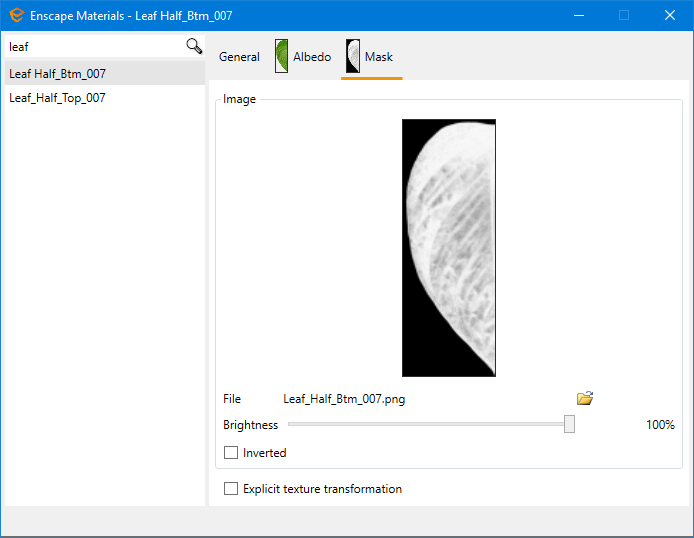 Enscape Materials - Leaf Half_Btm_007
leaf
Leaf Half_Btm_007
Leaf_Half_Top_007
General
Albedo
Mask
Image
File Leaf_Half_Btm_007.png
Brightness 100%
Inverted
Explicit texture transformation